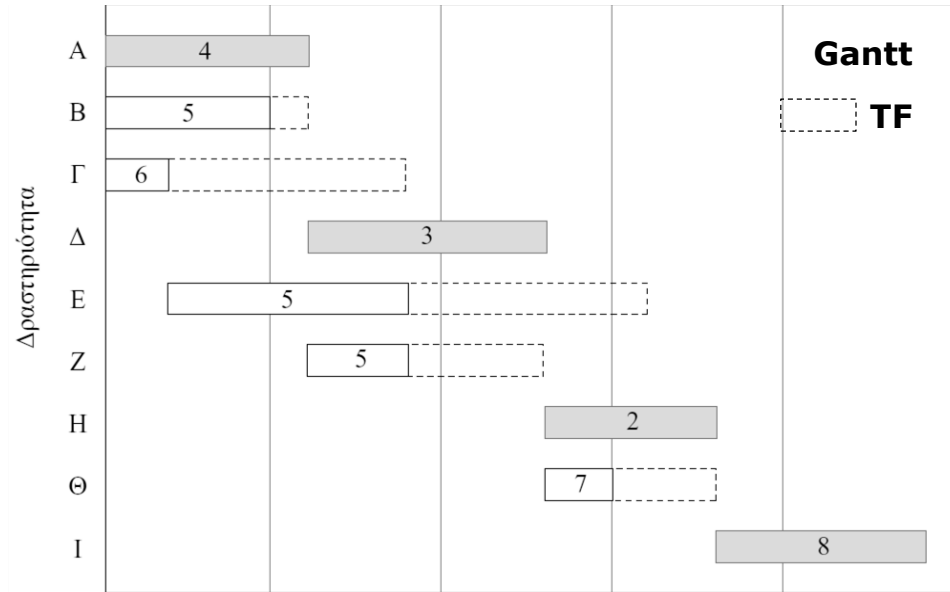 Gantt
TF
Δραστηριότητα
Α 4
Β 5
Γ 6
Δ 3
Ε 5
Ζ 5
Η 2
Θ 7
Ι 8